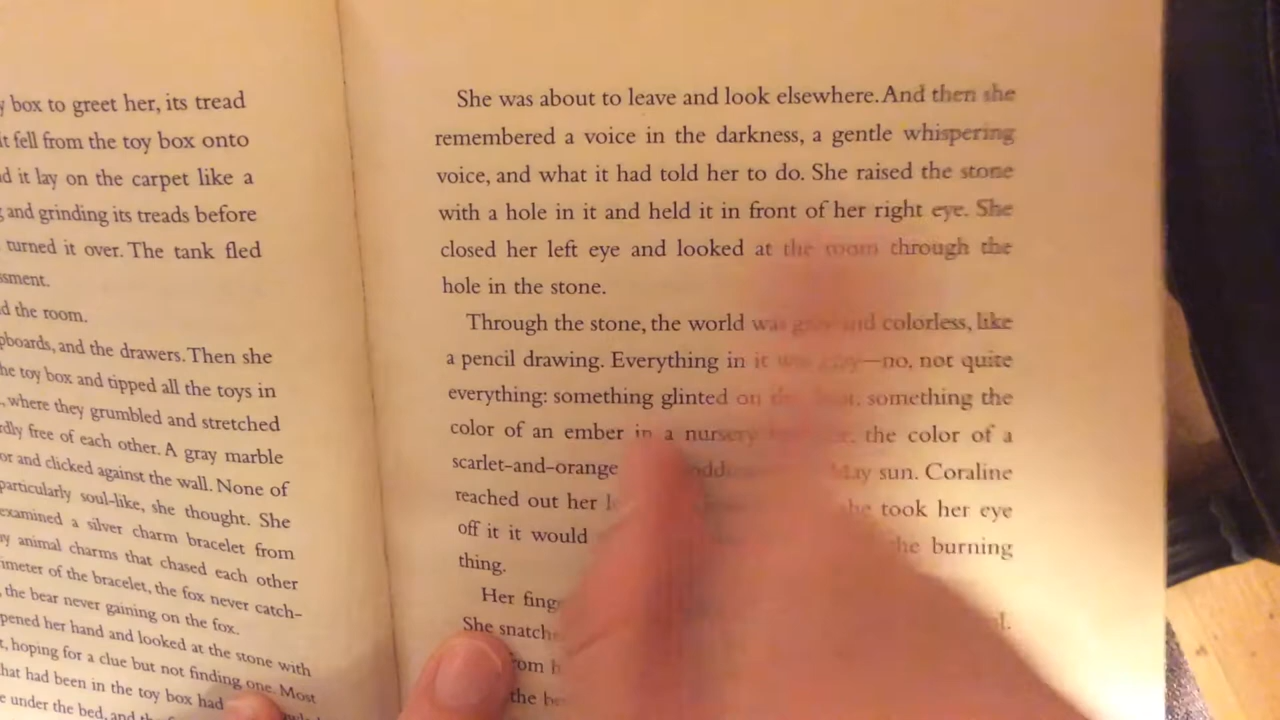 y box to greet her, its tread
it fell from the toy box onto
d it lay on the carpet like a
and grinding its treads before
turned it over. The tank fled
ssment.
d the room.
pboards, and the drawers. Then she
he toy box and tipped all the toys in
, where they grumbled and stretched
rdly free of each other. A gray marble
or and clicked against the wall. None of
particularly soul-like, she thought. She
examined a silver charm bracelet from
ny animal charms that chased each other
imeter of the bracelet, the fox never catch-
, the bear never gaining on the fox.
pened her hand and looked at the stone with
t, hoping for a clue but not finding one. Most
hat had been in the toy box had
e under the bed, and
She was about to leave and look elsewhere. And then she
remembered a voice in the darkness, a gentle whispering
voice, and what it had told her to do. She raised the stone
with a hole in it and held it in front of her right eye. She
closed her left eye and looked at the room through the
hole in the stone.
Through the stone, the world was gray and colorless, like
a pencil drawing. Everything in it was gray—no, not quite
everything: something glinted on the floor, something the
color of an ember in a nursery the color of a
scarlet-and-orange May sun. Coraline
reached out her she took her eye
off it it would the burning
thing.
Her fing
She snatch
from h
the be